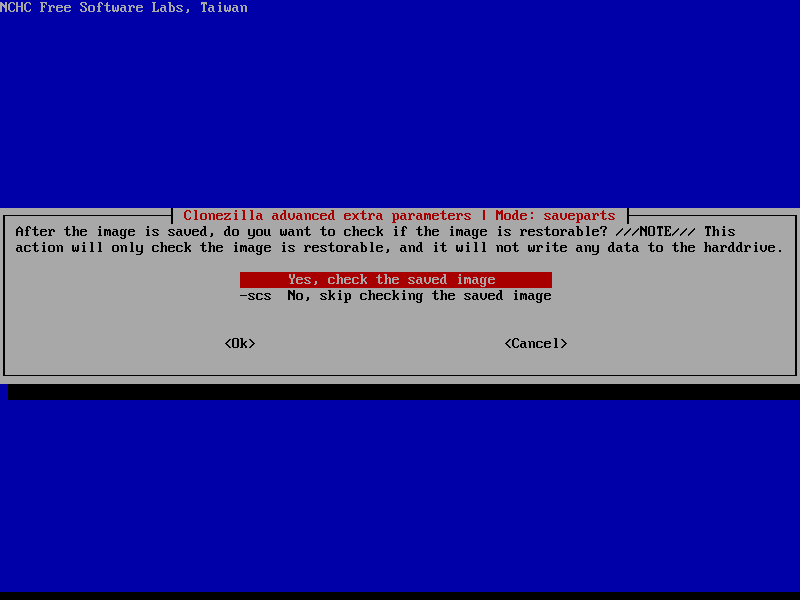 NCHC Free Software Labs, Taiwan
Clonezilla advanced extra parameters | Mode: saveparts
After the image is saved, do you want to check if the image is restorable? ///NOTE/// This
action will only check the image is restorable, and it will not write any data to the harddrive.
Yes, check the saved image
-scs  No, skip checking the saved image
<Ok> <Cancel>